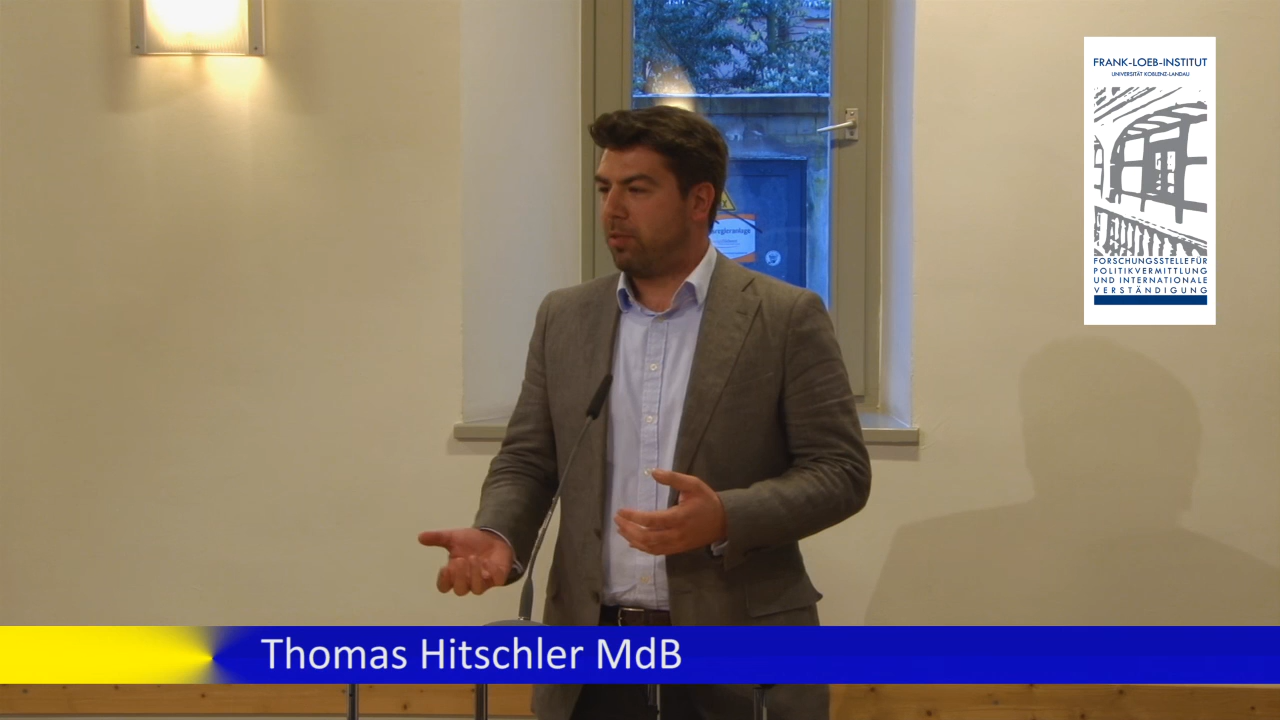 FRANK-LOEB-INSTITUT
UNIVERSITÄT KOBLENZ-LANDAU
FORSCHUNGSSTELLE FÜR
POLITIKVERMITTLUNG
UND INTERNATIONALE
VERSTÄNDIGUNG
Thomas Hitschler MdB